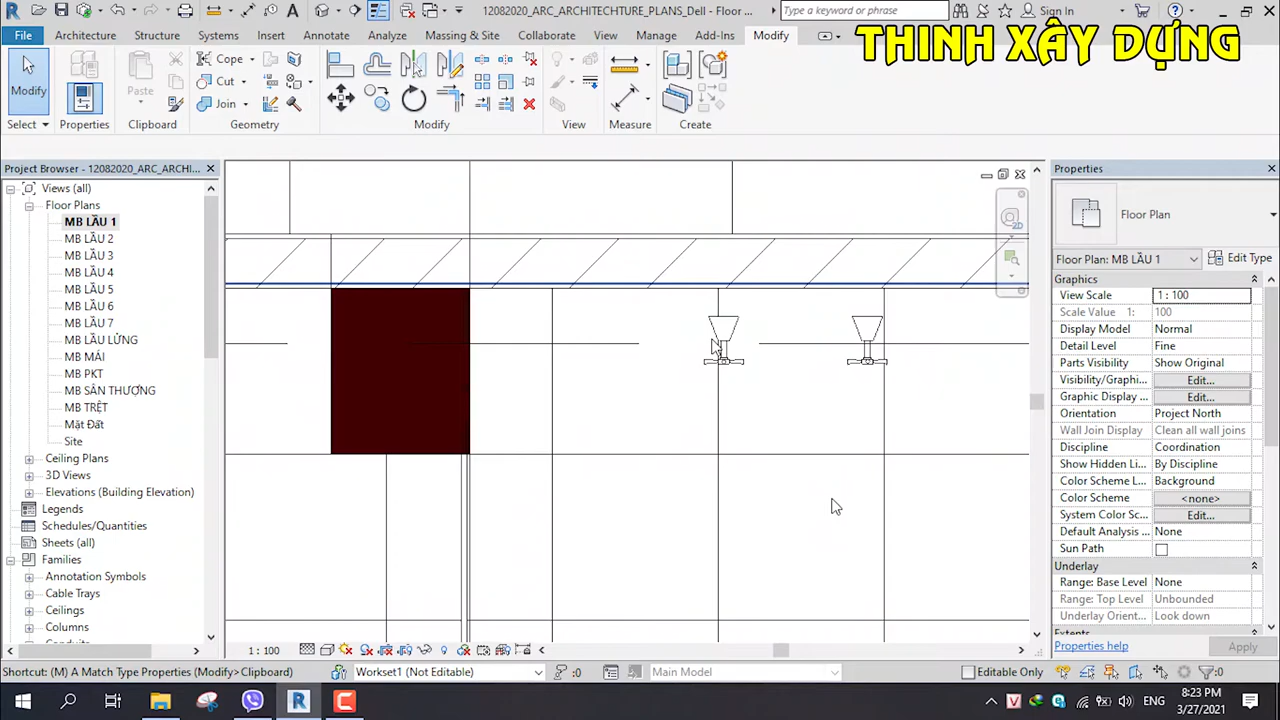 12082020_ARC_ARCHITECHTURE_PLANS_Dell - Floor ...
Type a keyword or phrase
Sign In
File Architecture Structure Systems Insert Annotate Analyze Massing & Site Collaborate View Manage Add-Ins Modify
THINH XÂY DỰNG
Modify
Properties
Paste
Cope
Cut
Join
Select Properties Clipboard Geometry Modify View Measure Create
Project Browser - 12082020_ARC_ARCHI...
Views (all)
Floor Plans
MB LẦU 1
MB LẦU 2
MB LẦU 3
MB LẦU 4
MB LẦU 5
MB LẦU 6
MB LẦU 7
MB LẦU LỬNG
MB MÁI
MB PKT
MB SÂN THƯỢNG
MB TRỆT
Mặt Đất
Site
Ceiling Plans
3D Views
Elevations (Building Elevation)
Legends
Schedules/Quantities
Sheets (all)
Families
Annotation Symbols
Cable Trays
Ceilings
Columns
2D
Properties
Floor Plan
Floor Plan: MB LẦU 1
Edit Type
Graphics
View Scale 1 : 100
Scale Value 1: 100
Display Model Normal
Detail Level Fine
Parts Visibility Show Original
Visibility/Graphi... Edit...
Graphic Display ... Edit...
Orientation Project North
Wall Join Display Clean all wall joins
Discipline Coordination
Show Hidden Li... By Discipline
Color Scheme L... Background
Color Scheme <none>
System Color Sc... Edit...
Default Analysis ... None
Sun Path
Underlay
Range: Base Level None
Range: Top Level Unbounded
Underlay Orient... Look down
Extents
Properties help
Apply
1 : 100
Shortcut: (M) A Match Type Properties (Modify>Clipboard)
Workset1 (Not Editable)
:0
Main Model
Editable Only
:0
ENG
8:23 PM
3/27/2021